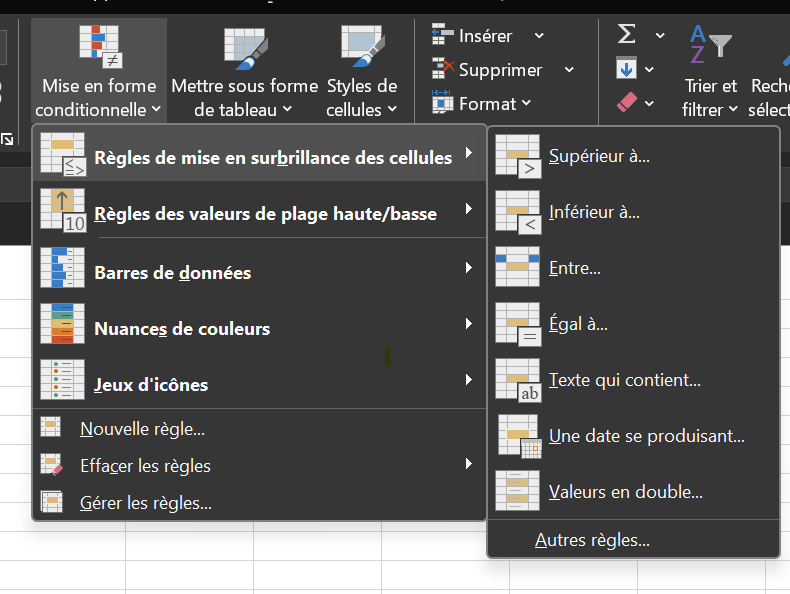 Insérer
Supprimer
Format
Σ
A
Z
Mise en forme
conditionnelle
Mettre sous forme
de tableau
Styles de
cellules
Trier et
filtrer
Règles de mise en surbrillance des cellules
10
Règles des valeurs de plage haute/basse
Barres de données
Nuances de couleurs
Jeux d'icônes
Nouvelle règle...
Effacer les règles
Gérer les règles...
>
Supérieur à...
<
Inférieur à...
Entre...
=
Égal à...
ab
Texte qui contient...
Une date se produisant...
Valeurs en double...
Autres règles...